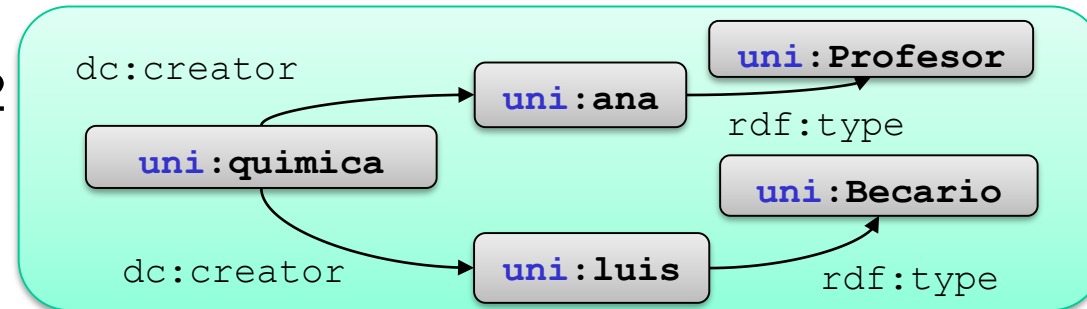 uni:Profesor
dc:creator
uni:ana
rdf:type
uni:quimica
uni:Becario
dc:creator
uni:luis
rdf:type